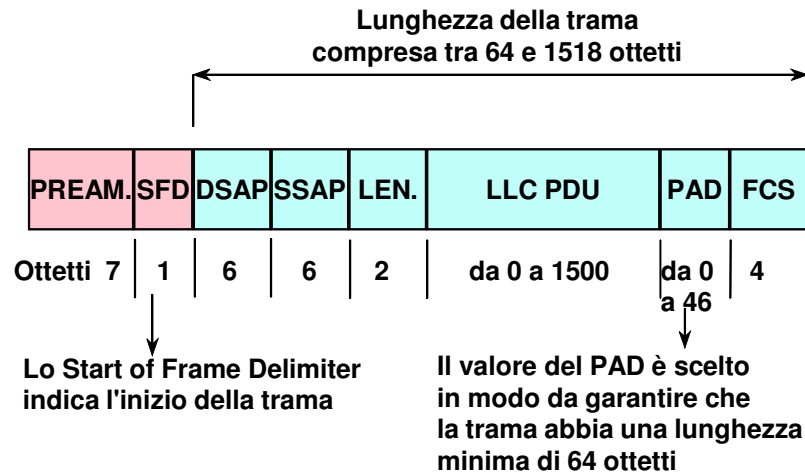 Lunghezza della trama
compresa tra 64 e 1518 ottetti
PREAM. SFD DSAP SSAP LEN. LLC PDU PAD FCS
Ottetti 7 1 6 6 2 da 0 a 1500 da 0 4
a 46
Lo Start of Frame Delimiter
indica l'inizio della trama
Il valore del PAD è scelto
in modo da garantire che
la trama abbia una lunghezza
minima di 64 ottetti